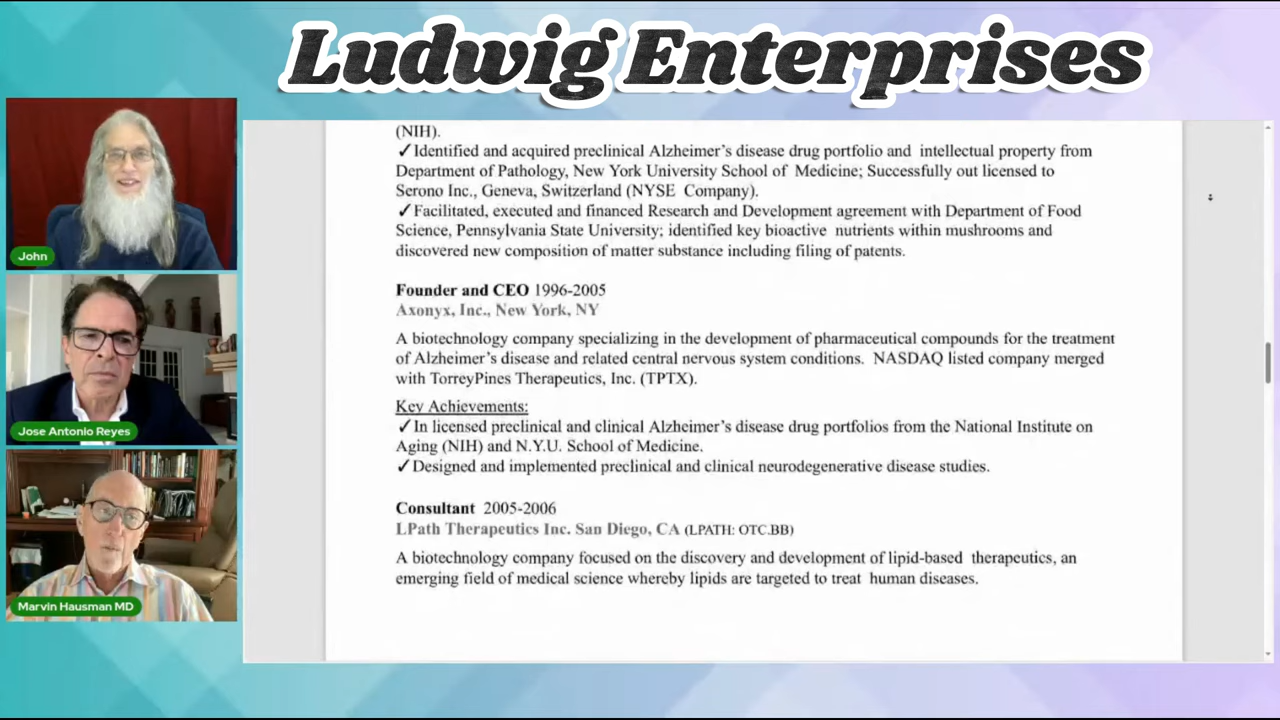 Ludwig Enterprises
John
Jose Antonio Reyes
Marvin Hausman MD
(NIH).
✓Identified and acquired preclinical Alzheimer's disease drug portfolio and intellectual property from
Department of Pathology, New York University School of Medicine; Successfully out licensed to
Serono Inc., Geneva, Switzerland (NYSE Company).
✓Facilitated, executed and financed Research and Development agreement with Department of Food
Science, Pennsylvania State University; identified key bioactive nutrients within mushrooms and
discovered new composition of matter substance including filing of patents.
Founder and CEO 1996-2005
Axonyx, Inc., New York, NY
A biotechnology company specializing in the development of pharmaceutical compounds for the treatment
of Alzheimer's disease and related central nervous system conditions. NASDAQ listed company merged
with TorreyPines Therapeutics, Inc. (TPTX).
Key Achievements:
✓In licensed preclinical and clinical Alzheimer's disease drug portfolios from the National Institute on
Aging (NIH) and N.Y.U. School of Medicine.
✓Designed and implemented preclinical and clinical neurodegenerative disease studies.
Consultant 2005-2006
LPath Therapeutics Inc. San Diego, CA (LPATH: OTC.BB)
A biotechnology company focused on the discovery and development of lipid-based therapeutics, an
emerging field of medical science whereby lipids are targeted to treat human diseases.